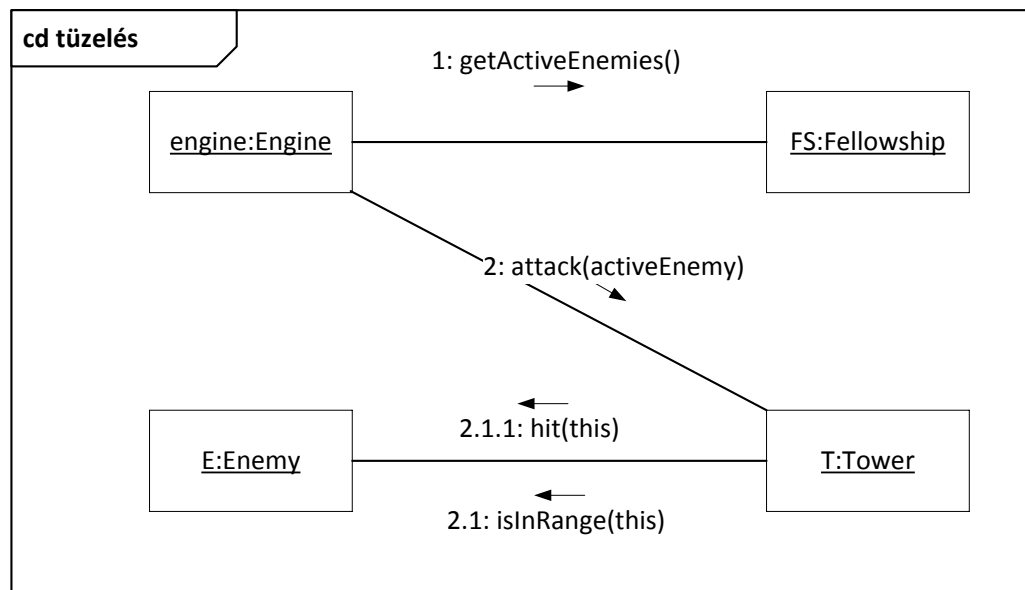 cd tüzelés
1: getActiveEnemies()
engine:Engine
FS:Fellowship
2: attack(activeEnemy)
2.1.1: hit(this)
E:Enemy
T:Tower
2.1: isInRange(this)